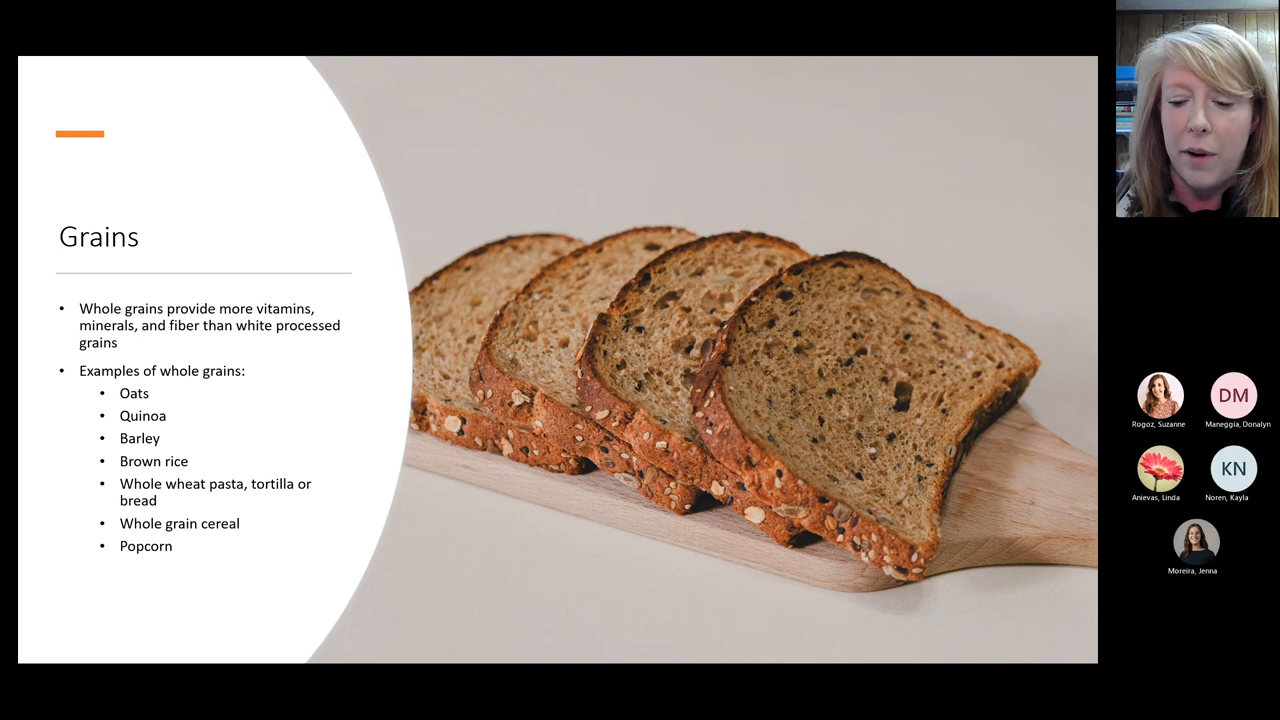 Grains
• Whole grains provide more vitamins,
minerals, and fiber than white processed
grains
• Examples of whole grains:
• Oats
• Quinoa
• Barley
• Brown rice
• Whole wheat pasta, tortilla or
bread
• Whole grain cereal
• Popcorn
DM
Rogoz, Suzanne
Maneggia, Donalyn
KN
Anievas, Linda
Noren, Kayla
Moreira, Jenna